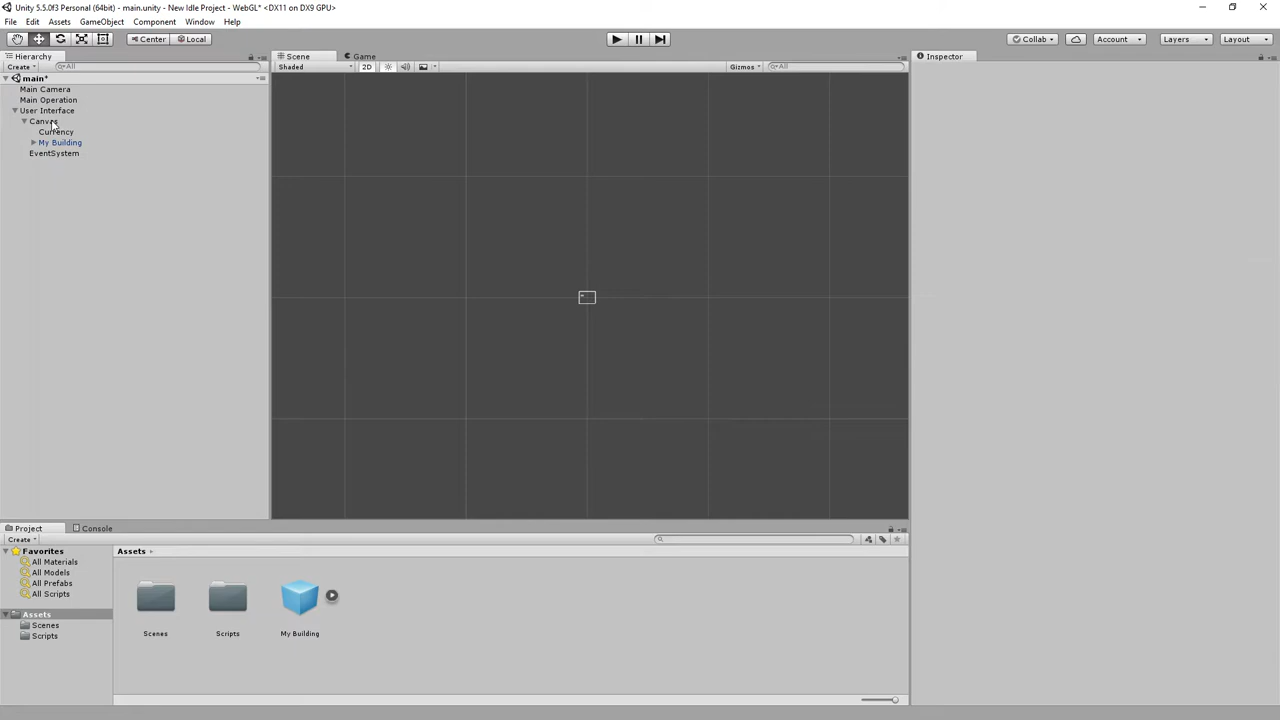 Unity 5.5.0f3 Personal (64bit) - main.unity - New Idle Project - WebGL* <DX11 on DX9 GPU>
File Edit Assets GameObject Component Window Help
Center Local Collab Account Layers Layout
Hierarchy Scene Game Inspector
Create All Shaded 2D Gizmos All
main*
Main Camera
Main Operation
User Interface
Canvas
Currency
My Building
EventSystem
Project Console
Create
Favorites Assets
All Materials
All Models
All Prefabs
All Scripts
Assets
Scenes
Scripts
Scenes Scripts My Building